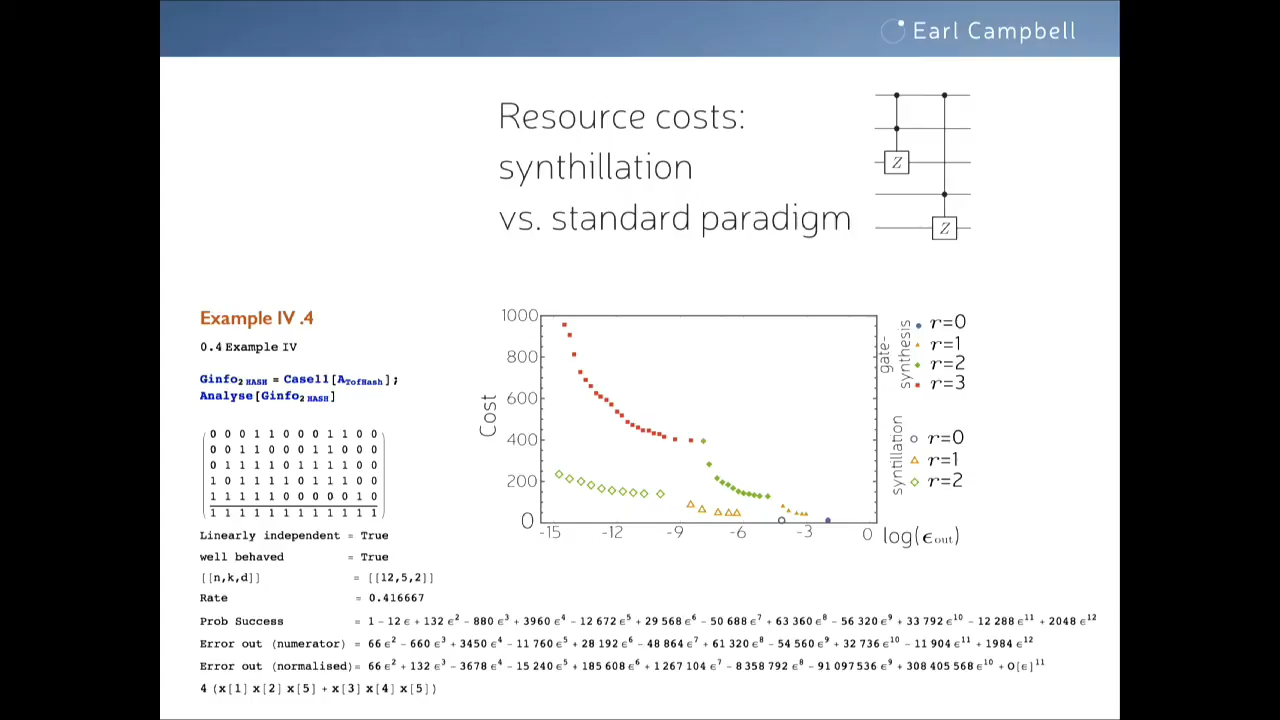 Earl Campbell
Resource costs:
synthillation
vs. standard paradigm
Z
Z
Example IV .4
0.4 Example IV
Ginfo₂ HASH = Case11[A_TofHash];
Analyse[Ginfo₂ HASH]
0 0 0 1 1 0 0 0 1 1 0 0
0 0 1 1 0 0 0 1 1 0 0 0
0 1 0 1 1 1 0 1 1 1 0 0
1 0 1 1 1 1 0 1 1 1 0 0
1 1 1 1 1 0 0 0 0 0 1 0
1 1 1 1 1 1 1 1 1 1 1 1
Linearly independent = True
well behaved = True
[[n,k,d]] = [[12,5,2]]
Rate = 0.416667
Prob Success = 1 - 12 ϵ + 132 ϵ² - 880 ϵ³ + 3960 ϵ⁴ - 12 672 ϵ⁵ + 29 568 ϵ⁶ - 50 688 ϵ⁷ + 63 360 ϵ⁸ - 56 320 ϵ⁹ + 33 792 ϵ¹⁰ - 12 288 ϵ¹¹ + 2048 ϵ¹²
Error out (numerator) = 66 ϵ² - 660 ϵ³ + 3450 ϵ⁴ - 11 760 ϵ⁵ + 28 192 ϵ⁶ - 48 864 ϵ⁷ + 61 320 ϵ⁸ - 54 560 ϵ⁹ + 32 736 ϵ¹⁰ - 11 904 ϵ¹¹ + 1984 ϵ¹²
Error out (normalised)= 66 ϵ² + 132 ϵ³ - 3678 ϵ⁴ - 15 240 ϵ⁵ + 185 608 ϵ⁶ + 1 267 104 ϵ⁷ - 8 358 792 ϵ⁸ - 91 097 536 ϵ⁹ + 308 405 568 ϵ¹⁰ + O[ϵ]¹¹
4 (x[1] x[2] x[5] + x[3] x[4] x[5])
Cost
1000
800
600
400
200
0
-15 -12 -9 -6 -3 0
log(ϵout)
gate-
synthesis
r=0
r=1
r=2
r=3
syntillation
r=0
r=1
r=2